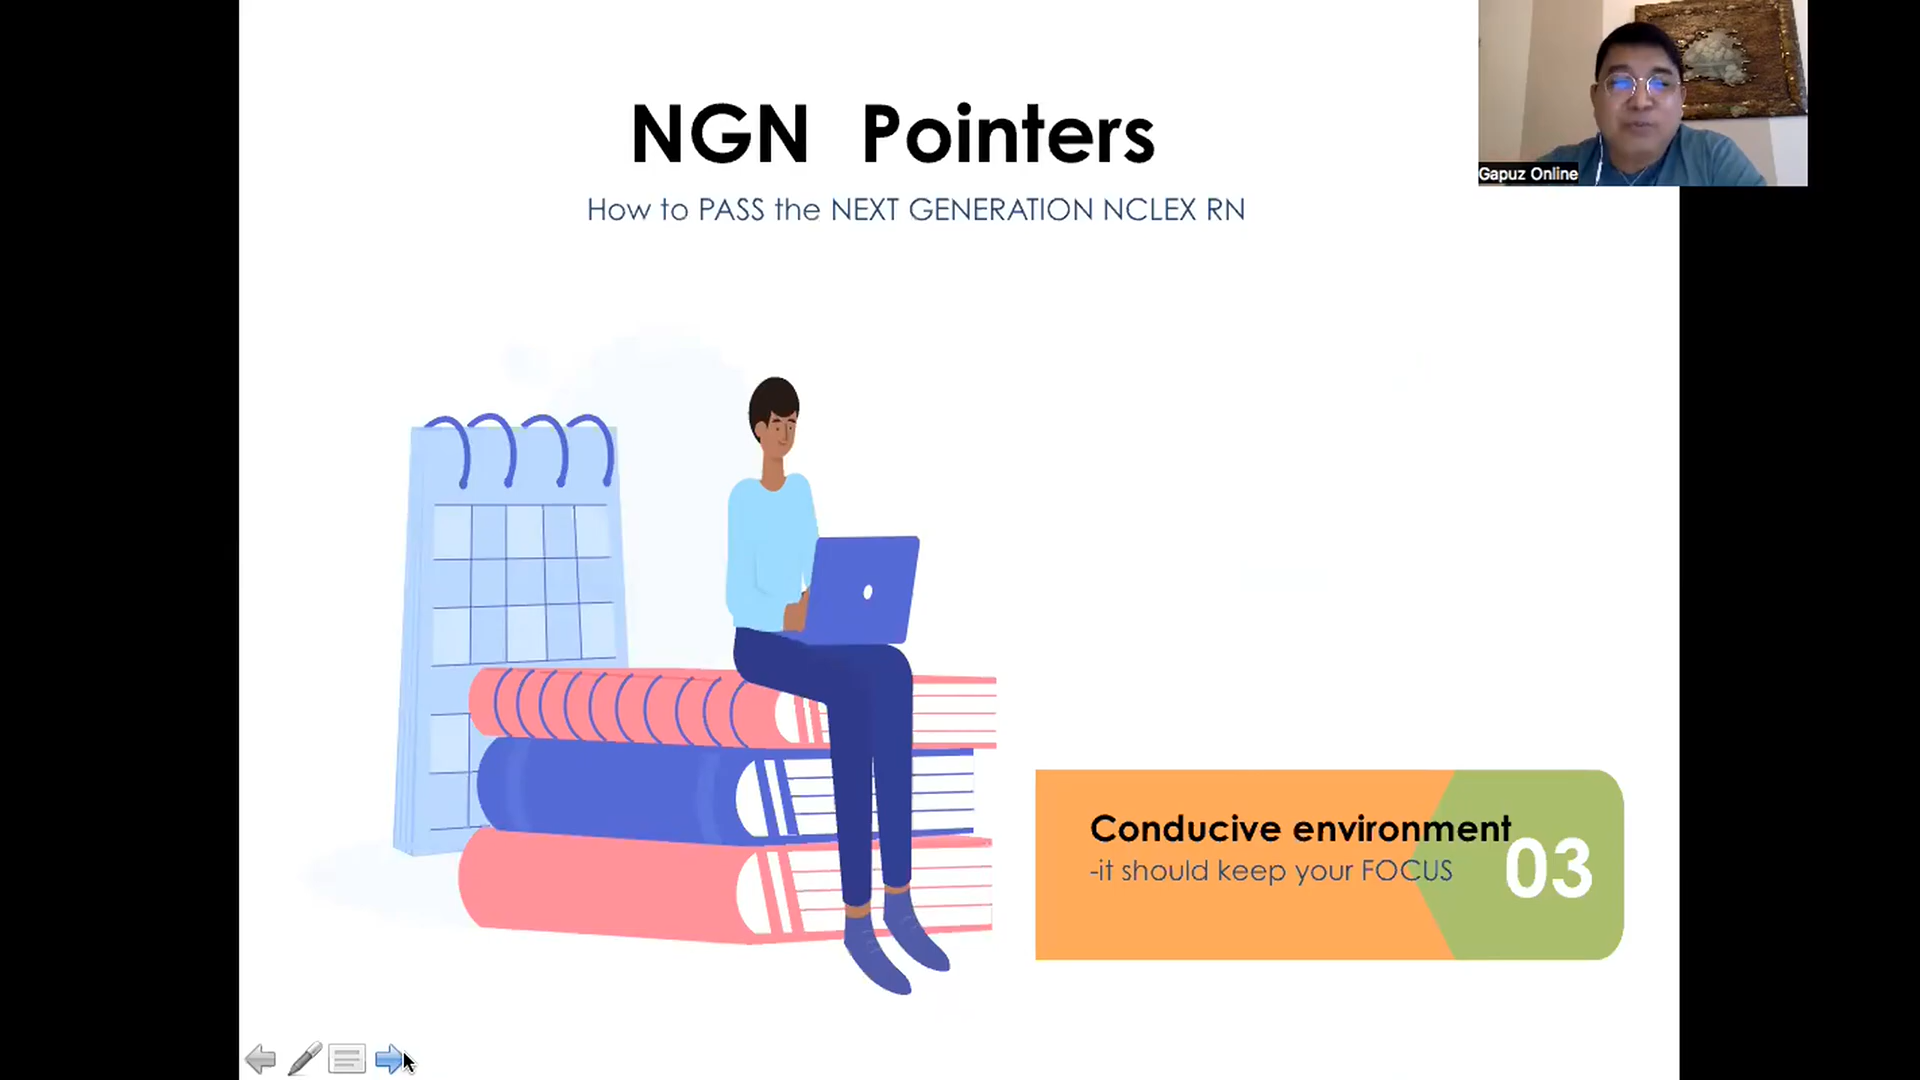 NGN Pointers
How to PASS the NEXT GENERATION NCLEX RN
Gapuz Online
Conducive environment
-it should keep your FOCUS
03